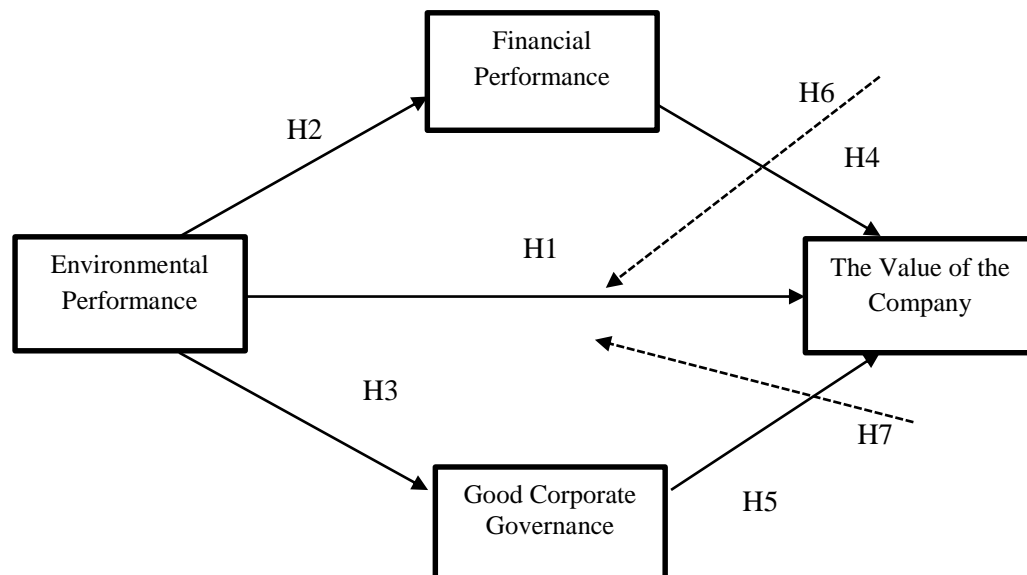 Financial
Performance
H6
H2
H4
H1
Environmental
Performance
The Value of the
Company
H3
H7
Good Corporate
Governance
H5